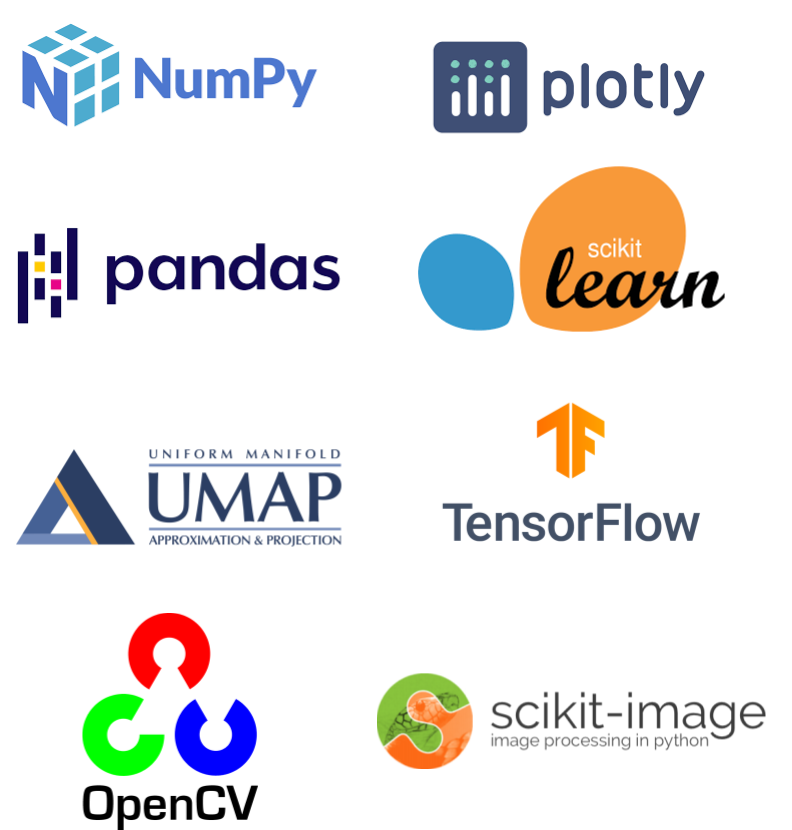 NumPy
plotly
pandas
scikit
learn
UNIFORM MANIFOLD
UMAP
APPROXIMATION & PROJECTION
TensorFlow
OpenCV
scikit-image
image processing in python